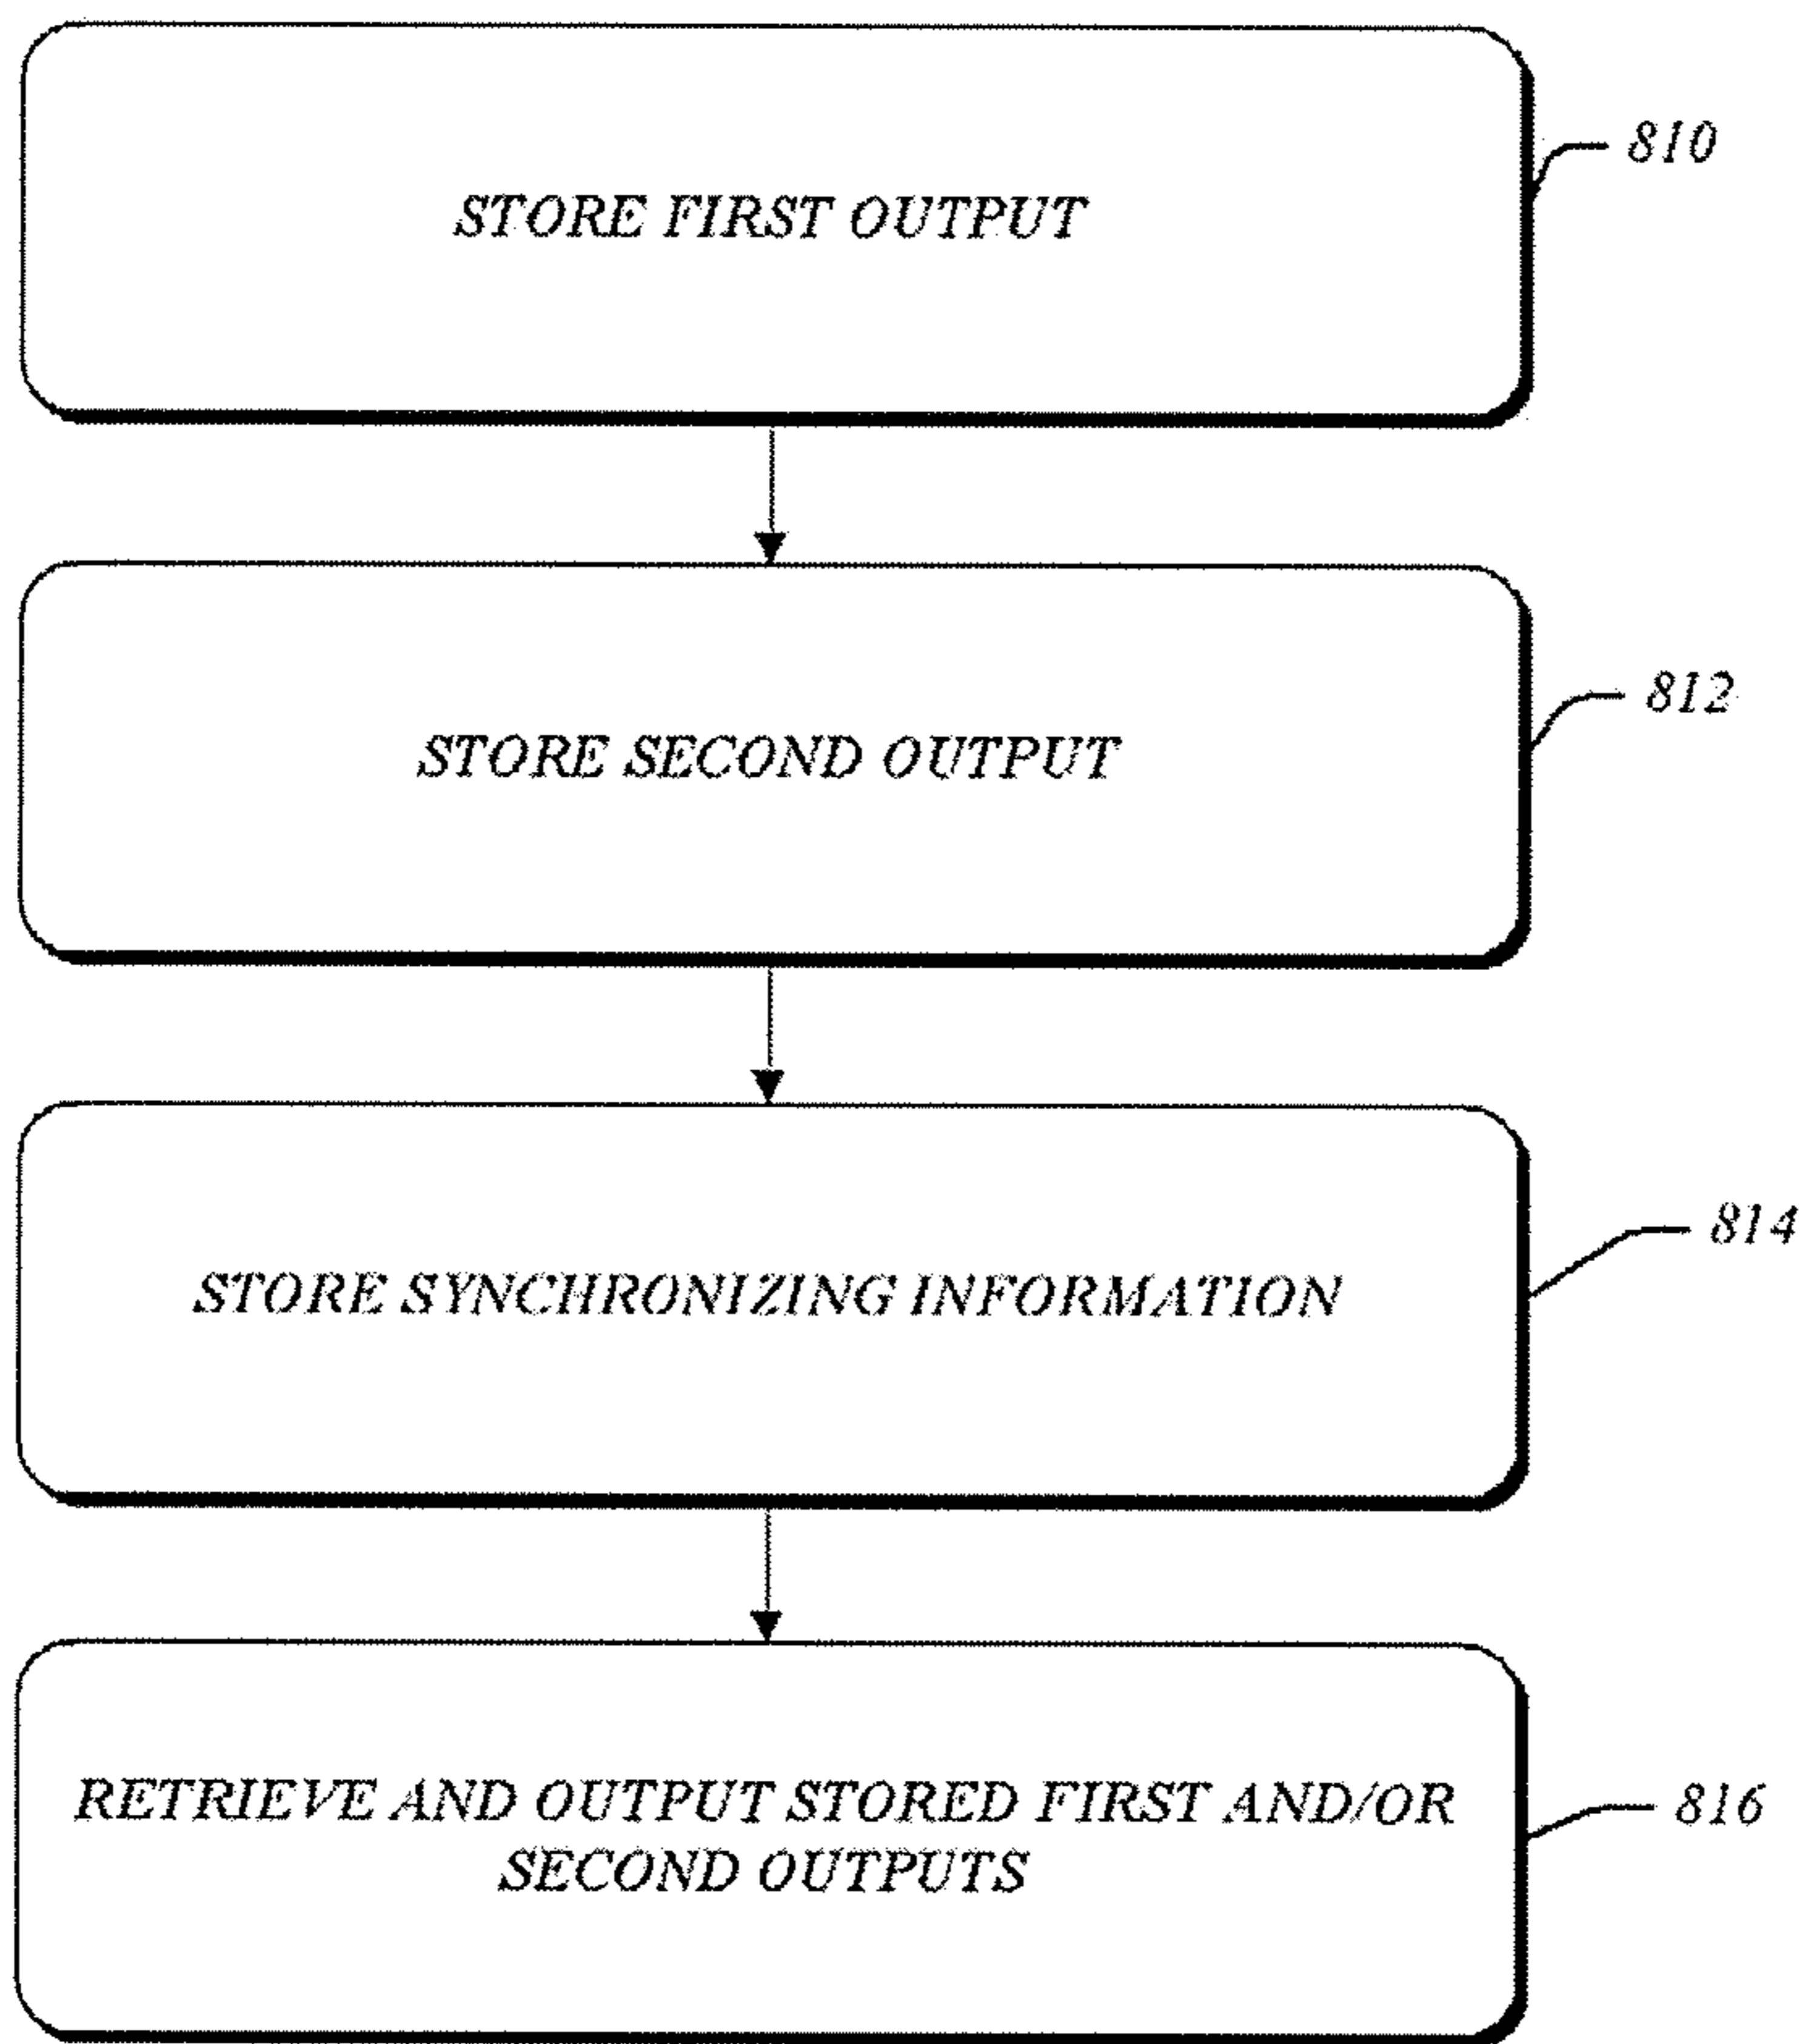 STORE FIRST OUTPUT
810
STORE SECOND OUTPUT
812
STORE SYNCHRONIZING INFORMATION
814
RETRIEVE AND OUTPUT STORED FIRST AND/OR
SECOND OUTPUTS
816